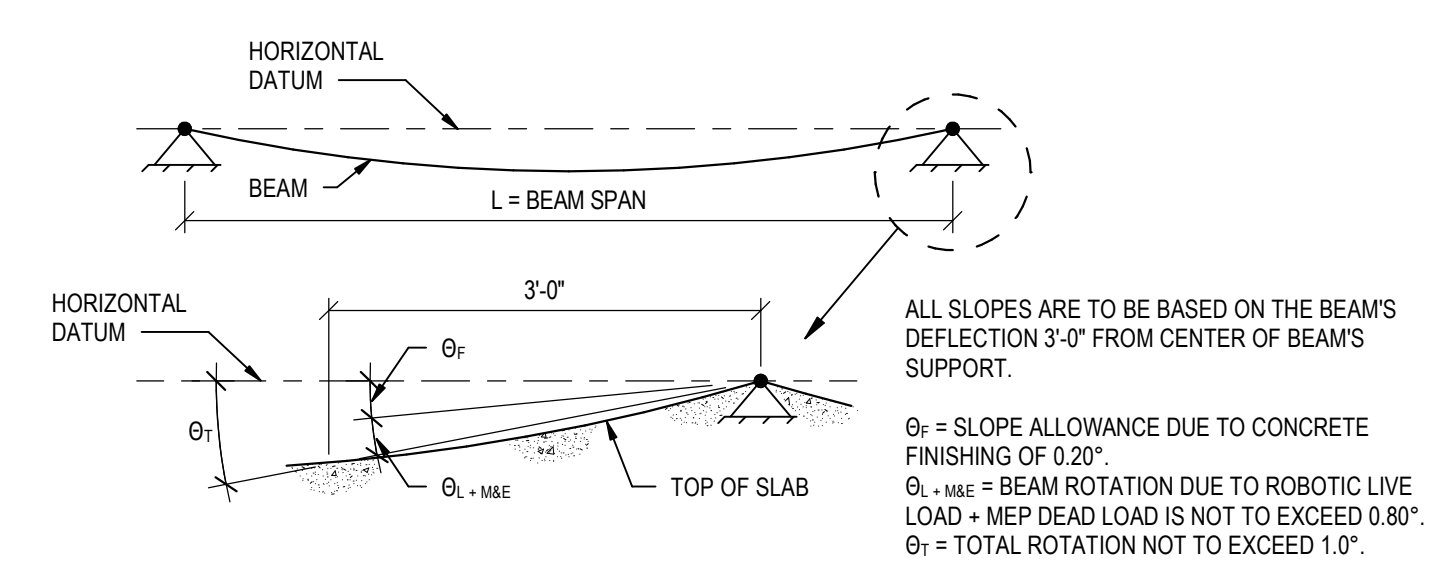 HORIZONTAL
DATUM
BEAM
L = BEAM SPAN
HORIZONTAL
DATUM
3'-0"
ΘF
ΘT
ΘL + M&E
TOP OF SLAB
ALL SLOPES ARE TO BE BASED ON THE BEAM'S
DEFLECTION 3'-0" FROM CENTER OF BEAM'S
SUPPORT.
ΘF = SLOPE ALLOWANCE DUE TO CONCRETE
FINISHING OF 0.20°.
ΘL + M&E = BEAM ROTATION DUE TO ROBOTIC LIVE
LOAD + MEP DEAD LOAD IS NOT TO EXCEED 0.80°.
ΘT = TOTAL ROTATION NOT TO EXCEED 1.0°.